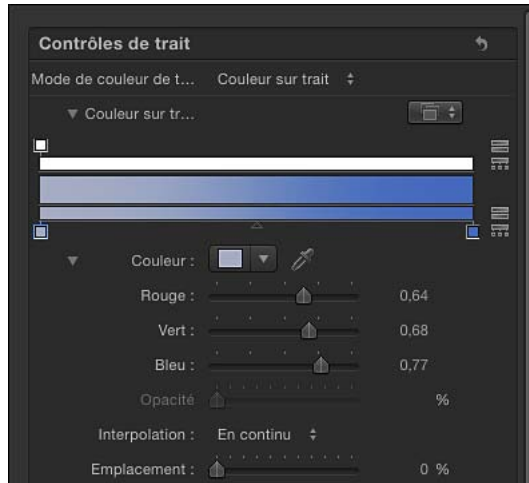 Contrôles de trait
Mode de couleur de t... Couleur sur trait
Couleur sur tr...
Couleur :
Rouge : 0,64
Vert : 0,68
Bleu : 0,77
Opacité %
Interpolation : En continu
Emplacement : 0 %